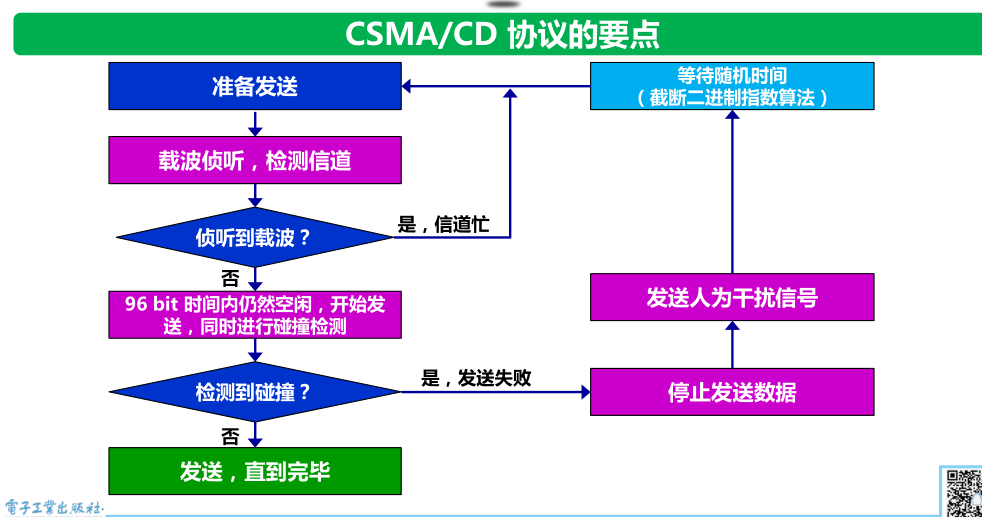 CSMA/CD 协议的要点
准备发送
等待随机时间
（截断二进制指数算法）
载波侦听，检测信道
侦听到载波？
是，信道忙
否
96 bit 时间内仍然空闲，开始发
送，同时进行碰撞检测
发送人为干扰信号
检测到碰撞？
是，发送失败
停止发送数据
否
发送，直到完毕
電子工業出版社·